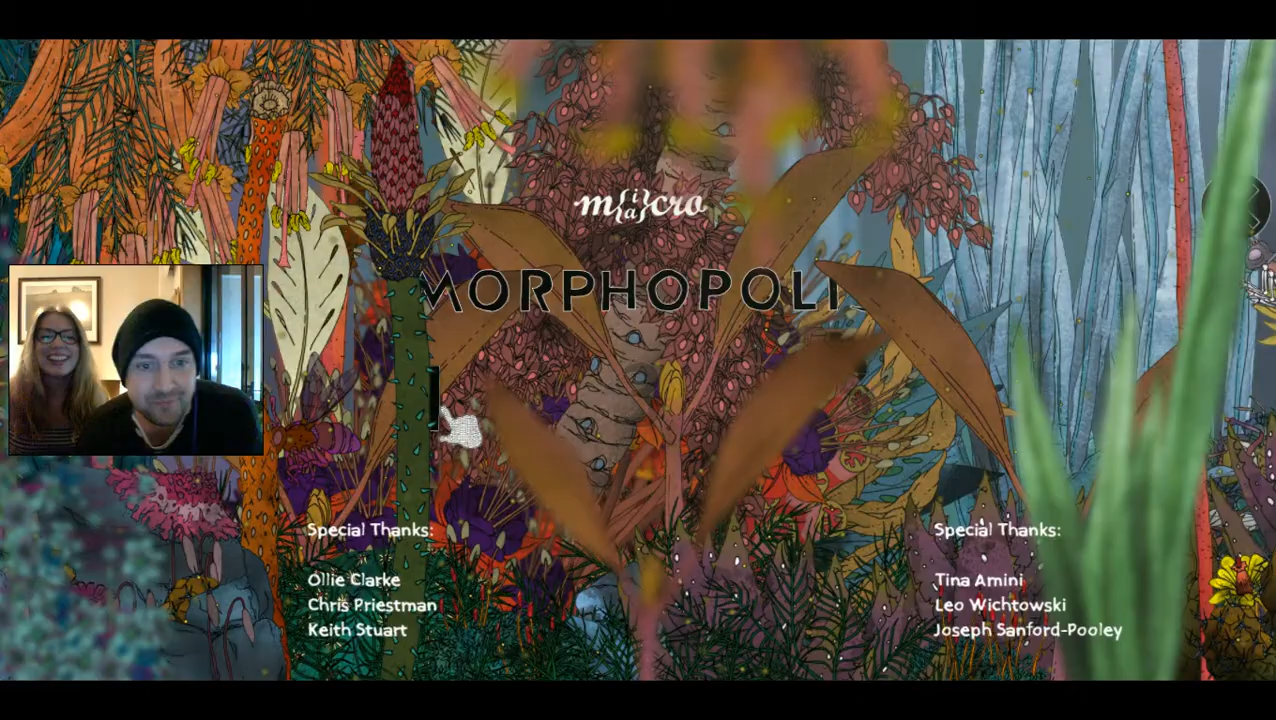 m{i/a}cro
MORPHOPOLI
Special Thanks:
Ollie Clarke
Chris Priestman
Keith Stuart
Special Thanks:
Tina Amini
Leo Wichtowski
Joseph Sanford-Pooley